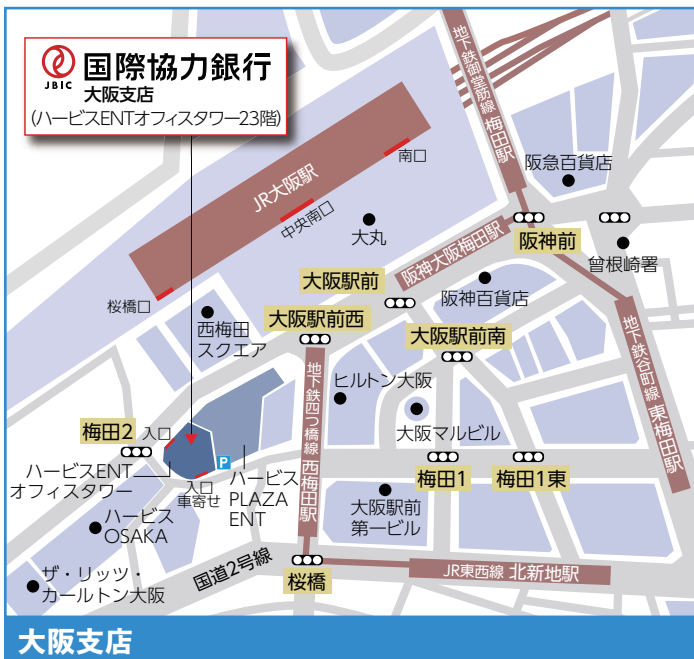 JBIC
国際協力銀行
大阪支店
(ハービスENTオフィスタワー23階)
地下鉄御堂筋線 梅田駅
阪急百貨店
南口
JR大阪駅
中央南口
大丸
阪神大阪梅田駅
阪神前
曾根崎署
桜橋口
大阪駅前
阪神百貨店
西梅田
スクエア
大阪駅前西
大阪駅前南
地下鉄谷町線 東梅田駅
地下鉄四つ橋線 西梅田駅
ヒルトン大阪
大阪マルビル
梅田2
入口
P
梅田1
梅田1東
ハービスENT
オフィスタワー
入口
車寄せ
ハービス
PLAZA
ENT
大阪駅前
第一ビル
ハービス
OSAKA
国道2号線
桜橋
JR東西線 北新地駅
ザ・リッツ・
カールトン大阪
大阪支店